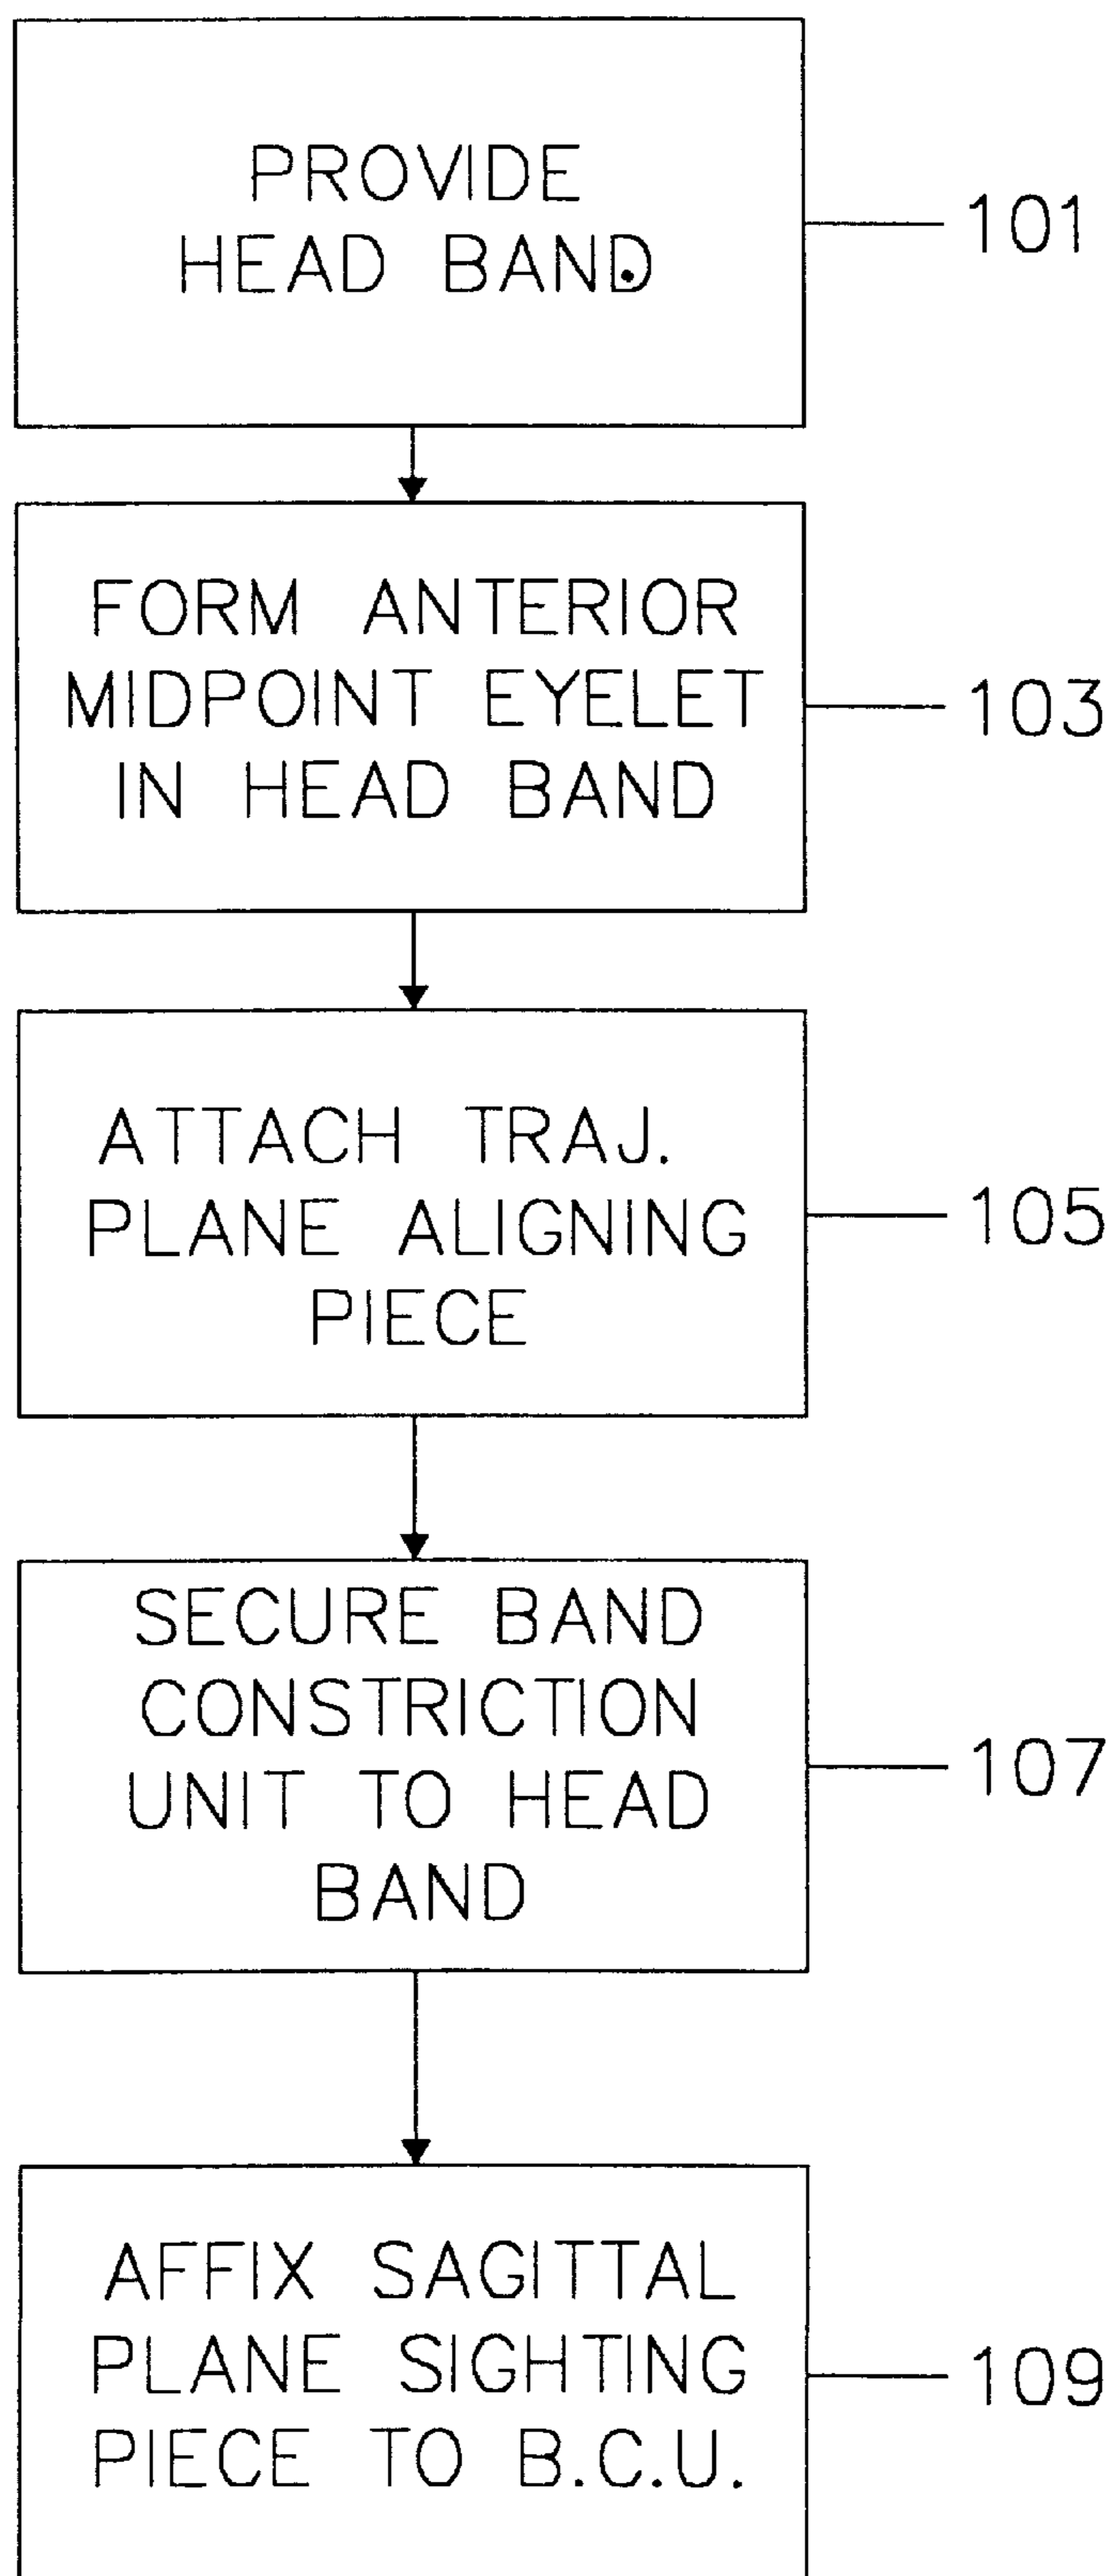 PROVIDE
HEAD BAND.
101
FORM ANTERIOR
MIDPOINT EYELET
IN HEAD BAND
103
ATTACH TRAJ.
PLANE ALIGNING
PIECE
105
SECURE BAND
CONSTRICTION
UNIT TO HEAD
BAND
107
AFFIX SAGITTAL
PLANE SIGHTING
PIECE TO B.C.U.
109